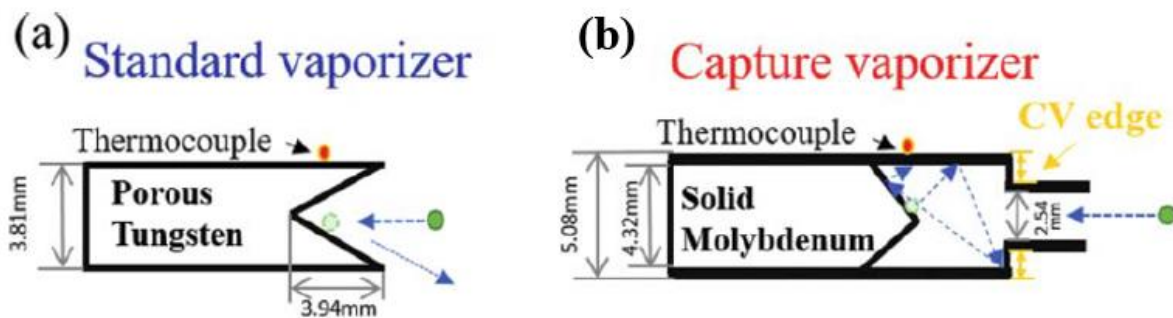 (a)
Standard vaporizer
Thermocouple
Porous
Tungsten
3.81mm
3.94mm
(b)
Capture vaporizer
CV edge
Thermocouple
Solid
Molybdenum
5.08mm
4.32mm
2.54
mm